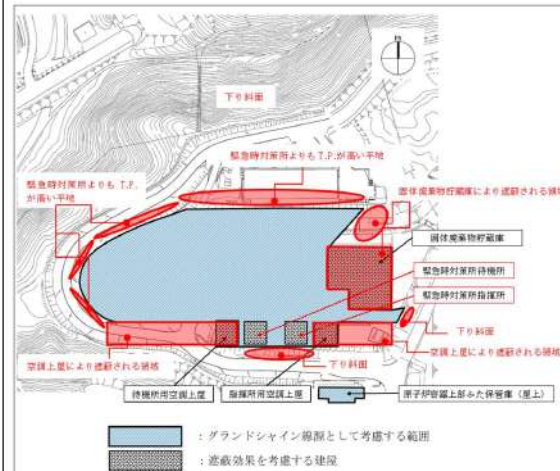 下り斜面
緊急時対策所よりも T.P.が高い平地
緊急時対策所よりも T.P.
が高い平地
固体廃棄物貯蔵庫により遮蔽される領域
固体廃棄物貯蔵庫
緊急時対策所待機所
緊急時対策所指揮所
下り斜面
空調上屋により遮蔽される領域
空調上屋により遮蔽される領域
下り斜面
待機所用空調上屋
指揮所用空調上屋
原子炉容器上部ふた保管庫（屋上）
：グランドシャイン線源として考慮する範囲
：遮蔽効果を考慮する建屋